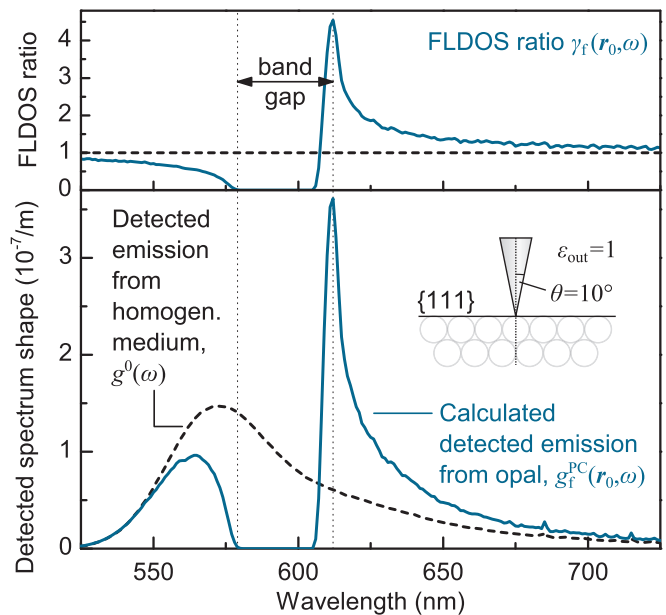 4
3
2
1
0
FLDOS ratio
FLDOS ratio γf(r0,ω)
band
gap
3
2
1
0
Detected spectrum shape (10⁻⁷/m)
Detected
emission
from
homogen.
medium,
g⁰(ω)
εout=1
θ=10°
{111}
Calculated
detected emission
from opal, gfPC(r0,ω)
550
600
650
700
Wavelength (nm)